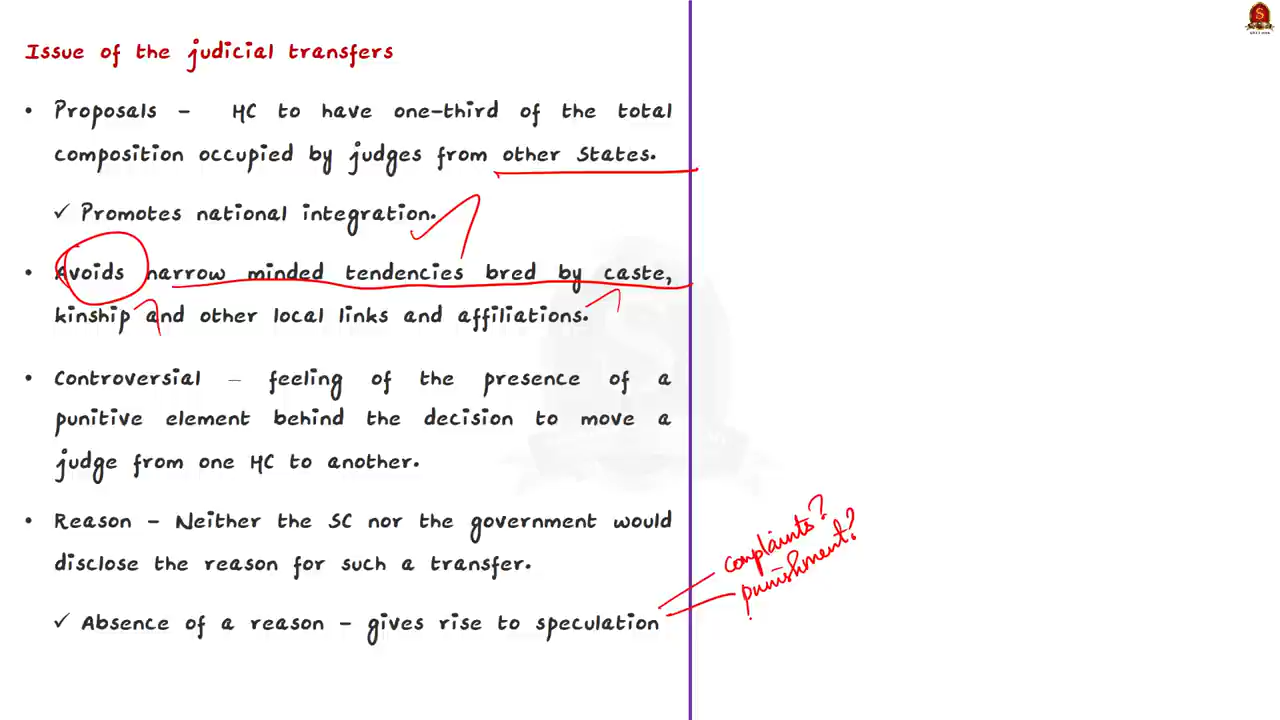 Issue of the judicial transfers
• Proposals – HC to have one-third of the total
composition occupied by judges from other States.
✓ Promotes national integration.
• Avoids narrow minded tendencies bred by caste,
kinship and other local links and affiliations.
• Controversial – feeling of the presence of a
punitive element behind the decision to move a
judge from one HC to another.
• Reason – Neither the SC nor the government would
disclose the reason for such a transfer.
✓ Absence of a reason – gives rise to speculation
complaints?
punishment?